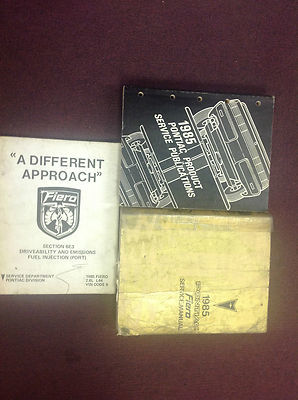 "A DIFFERENT
APPROACH"
Fiero
SECTION 6E3
DRIVEABILITY AND EMISSIONS
FUEL INJECTION (PORT)
SERVICE DEPARTMENT
PONTIAC DIVISION
1985 FIERO
2.8L L44
VIN CODE 9
1985
PONTIAC PRODUCT
SERVICE PUBLICATIONS
1985
Fiero
SERVICE MANUAL